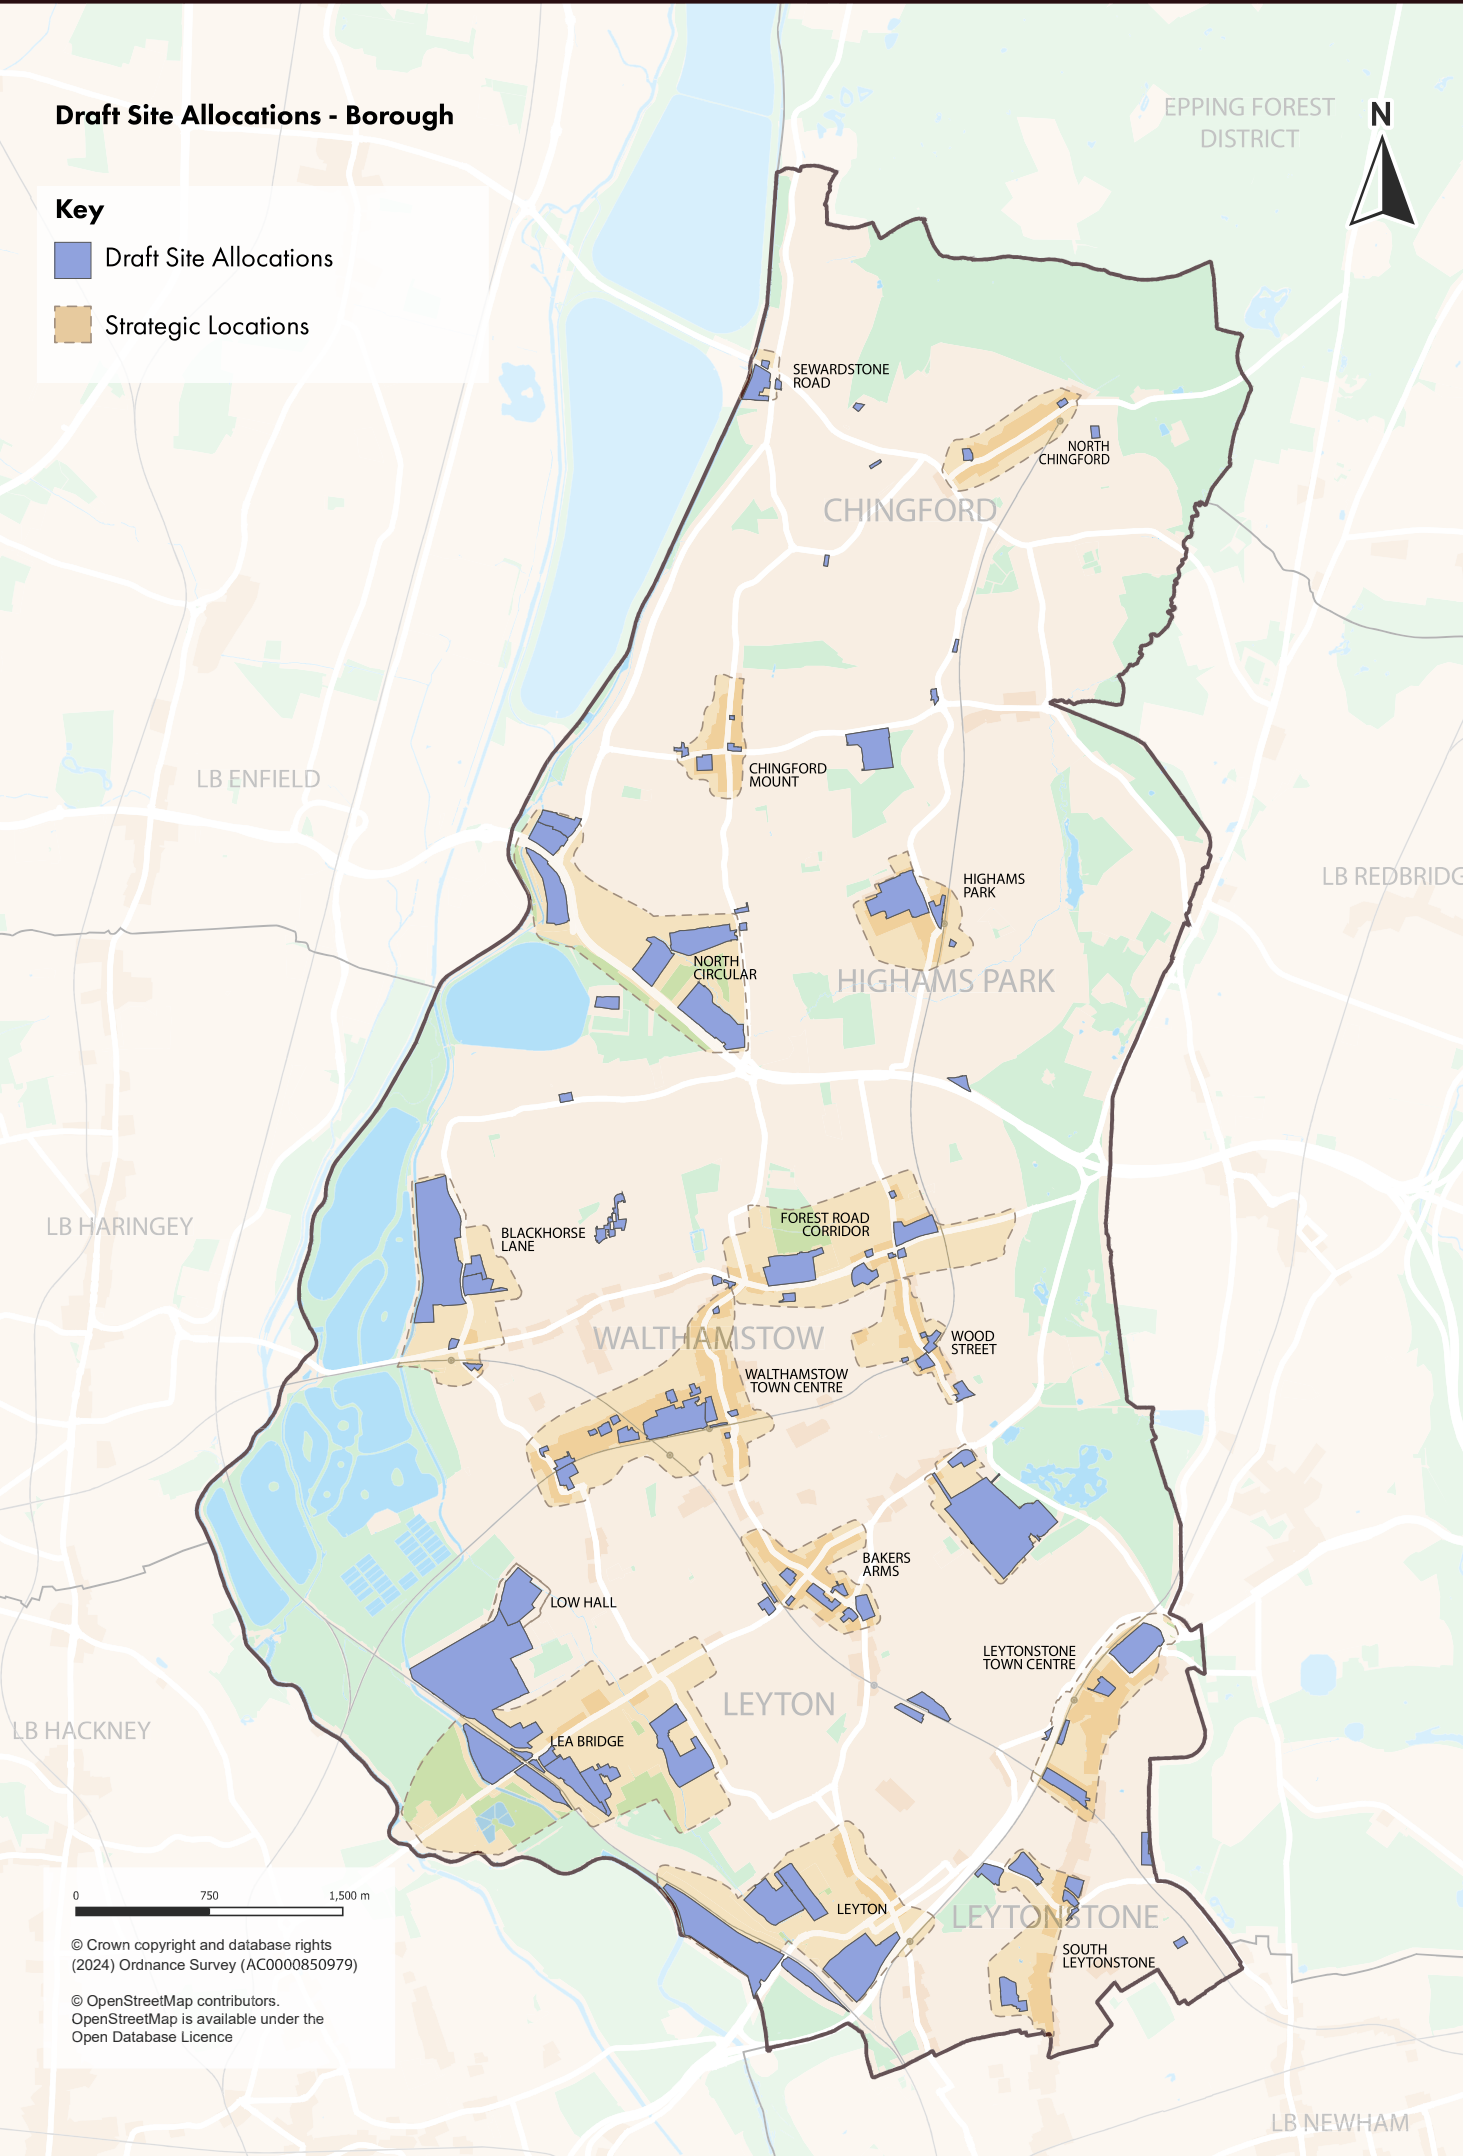 Draft Site Allocations - Borough
Key
Draft Site Allocations
Strategic Locations
N
EPPING FOREST
DISTRICT
SEWARDSTONE
ROAD
NORTH
CHINGFORD
CHINGFORD
LB ENFIELD
CHINGFORD
MOUNT
HIGHAMS
PARK
LB REDBRIDG
NORTH
CIRCULAR
HIGHAMS PARK
LB HARINGEY
BLACKHORSE
LANE
FOREST ROAD
CORRIDOR
WALTHAMSTOW
WOOD
STREET
WALTHAMSTOW
TOWN CENTRE
BAKERS
ARMS
LOW HALL
LEYTONSTONE
TOWN CENTRE
LEYTON
LB HACKNEY
LEA BRIDGE
LEYTON
LEYTONSTONE
SOUTH
LEYTONSTONE
0 750 1,500 m
© Crown copyright and database rights
(2024) Ordnance Survey (AC0000850979)
© OpenStreetMap contributors.
OpenStreetMap is available under the
Open Database Licence
LB NEWHAM